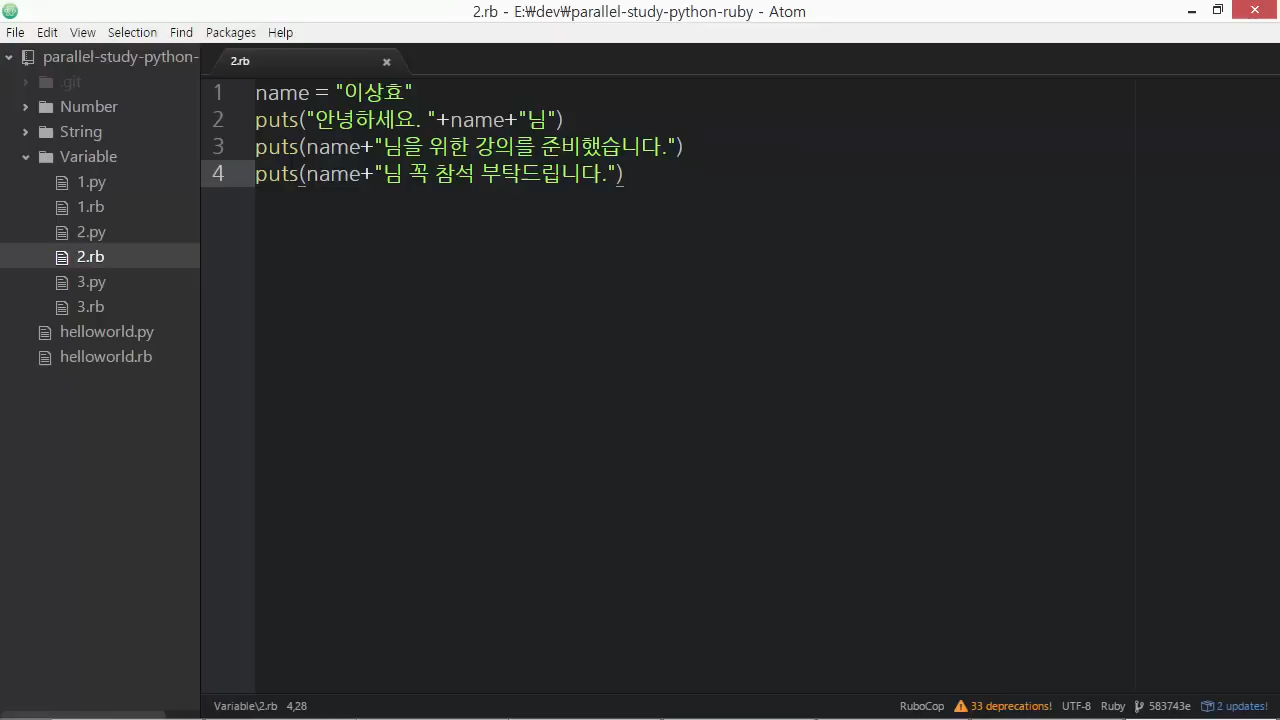 2.rb - E:₩dev₩parallel-study-python-ruby - Atom
File Edit View Selection Find Packages Help
parallel-study-python-
.git
Number
String
Variable
1.py
1.rb
2.py
2.rb
3.py
3.rb
helloworld.py
helloworld.rb
2.rb
1 name = "이상효"
2 puts("안녕하세요. "+name+"님")
3 puts(name+"님을 위한 강의를 준비했습니다.")
4 puts(name+"님 꼭 참석 부탁드립니다.")
Variable\2.rb 4,28
RuboCop 33 deprecations! UTF-8 Ruby 583743e 2 updates!